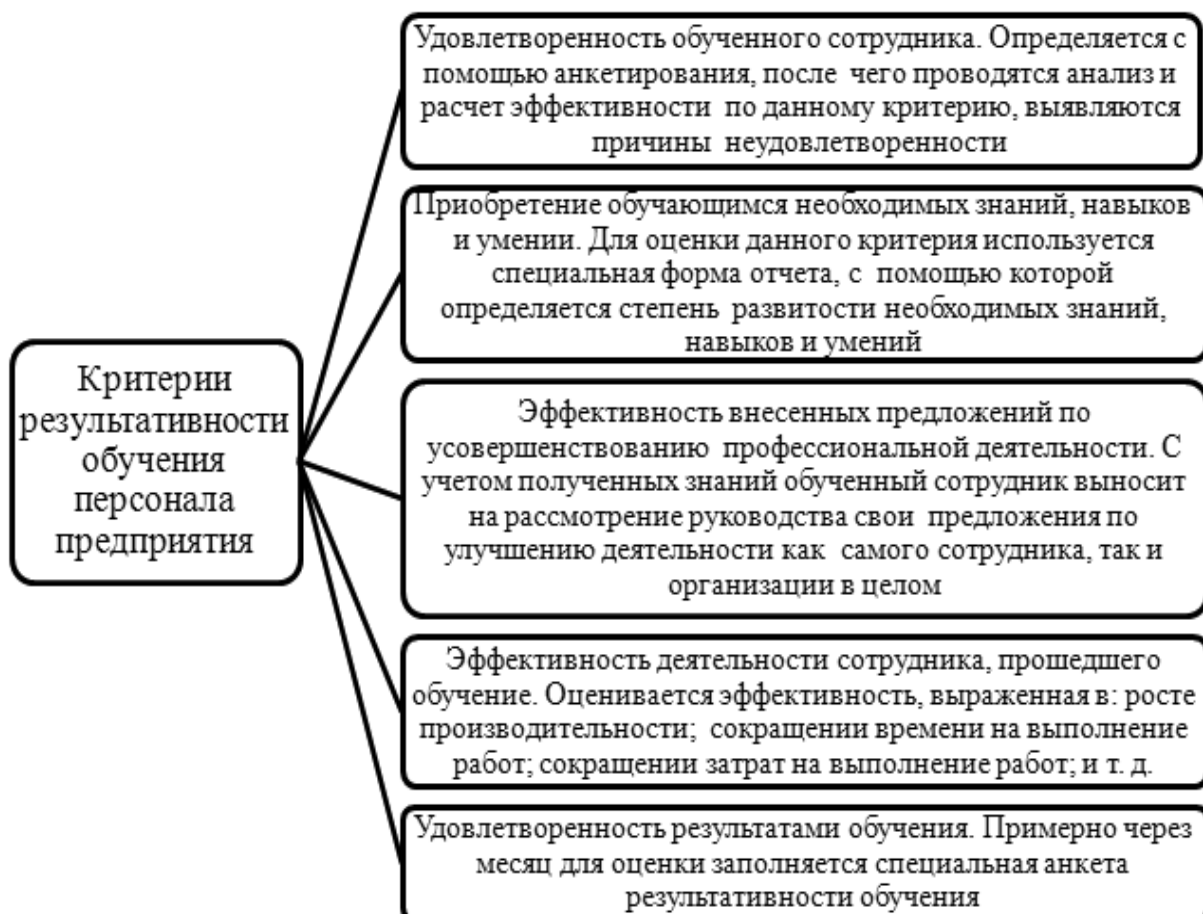 Критерии
результативности
обучения
персонала
предприятия
Удовлетворенность обученного сотрудника. Определяется с
помощью анкетирования, после чего проводятся анализ и
расчет эффективности по данному критерию, выявляются
причины неудовлетворенности
Приобретение обучающимся необходимых знаний, навыков
и умении. Для оценки данного критерия используется
специальная форма отчета, с помощью которой
определяется степень развитости необходимых знаний,
навыков и умений
Эффективность внесенных предложений по
усовершенствованию профессиональной деятельности. С
учетом полученных знаний обученный сотрудник выносит
на рассмотрение руководства свои предложения по
улучшению деятельности как самого сотрудника, так и
организации в целом
Эффективность деятельности сотрудника, прошедшего
обучение. Оценивается эффективность, выраженная в: росте
производительности; сокращении времени на выполнение
работ; сокращении затрат на выполнение работ; и т. д.
Удовлетворенность результатами обучения. Примерно через
месяц для оценки заполняется специальная анкета
результативности обучения